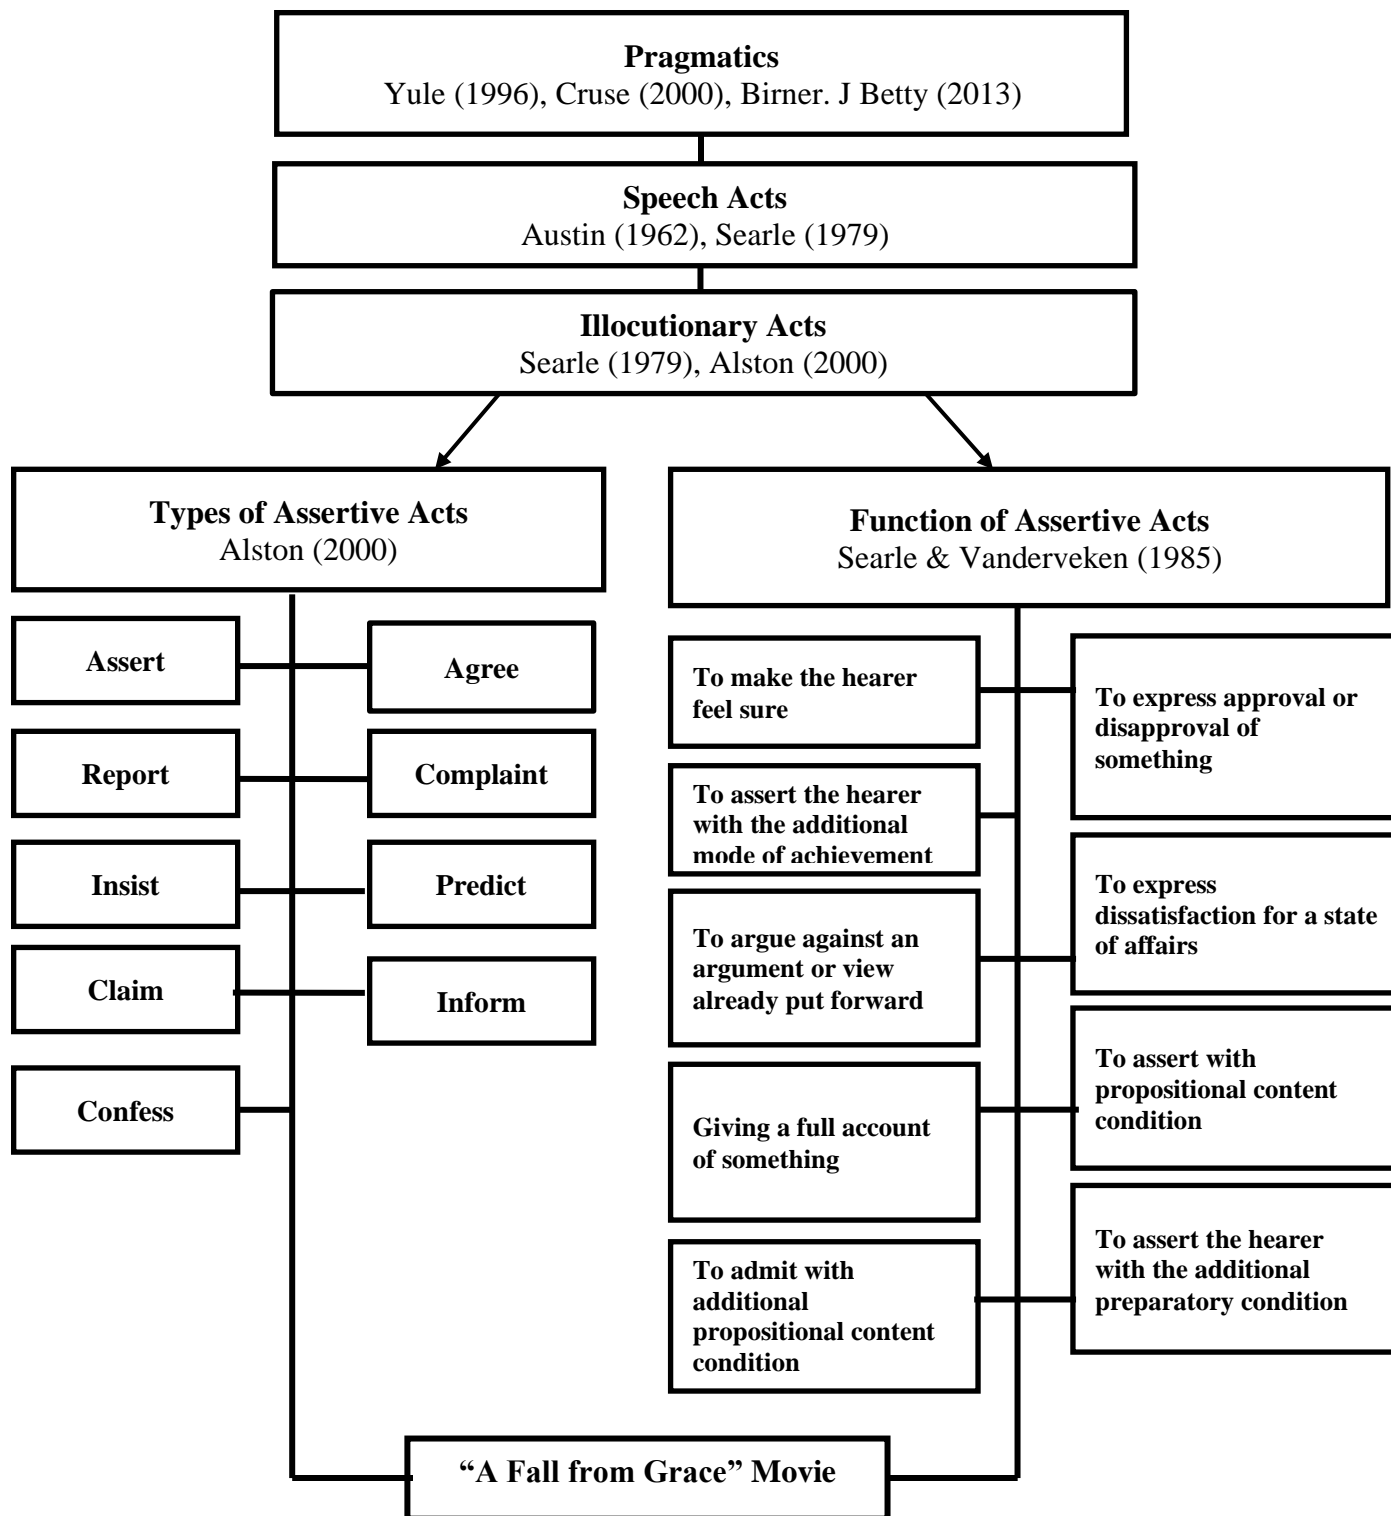 Pragmatics
Yule (1996), Cruse (2000), Birner. J Betty (2013)
Speech Acts
Austin (1962), Searle (1979)
Illocutionary Acts
Searle (1979), Alston (2000)
Types of Assertive Acts
Alston (2000)
Assert
Agree
Report
Complaint
Insist
Predict
Claim
Inform
Confess
Function of Assertive Acts
Searle & Vanderveken (1985)
To make the hearer
feel sure
To express approval or
disapproval of
something
To assert the hearer
with the additional
mode of achievement
To express
dissatisfaction for a state
of affairs
To argue against an
argument or view
already put forward
To assert with
propositional content
condition
Giving a full account
of something
To assert the hearer
with the additional
preparatory condition
To admit with
additional
propositional content
condition
“A Fall from Grace” Movie